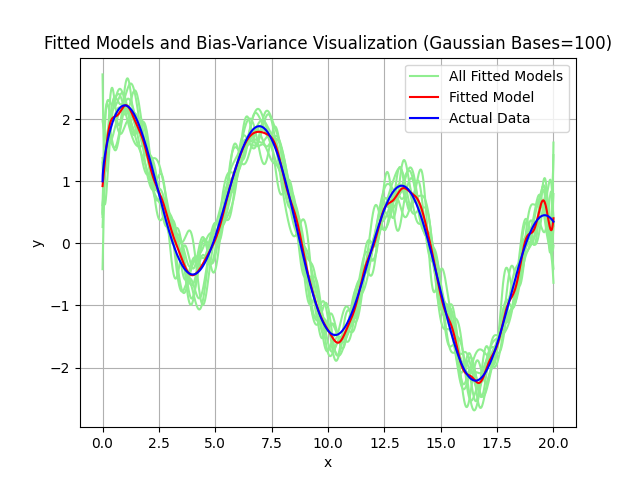 Fitted Models and Bias-Variance Visualization (Gaussian Bases=100)
All Fitted Models
Fitted Model
Actual Data
y
2
1
0
−1
−2
0.0 2.5 5.0 7.5 10.0 12.5 15.0 17.5 20.0
x